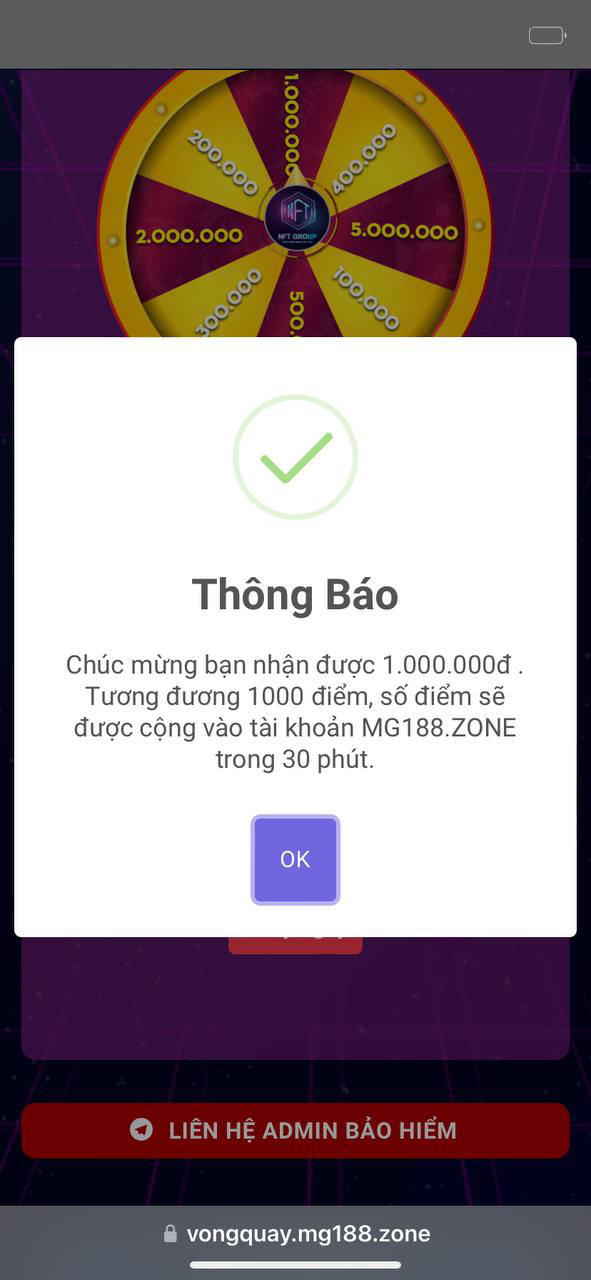 1.000.000
200.000
400.000
2.000.000
5.000.000
NFT
NFT GROUP
300.000
100.000
500.
Thông Báo
Chúc mừng bạn nhận được 1.000.000đ .
Tương đương 1000 điểm, số điểm sẽ
được cộng vào tài khoản MG188.ZONE
trong 30 phút.
OK
LIÊN HỆ ADMIN BẢO HIỂM
vongquay.mg188.zone